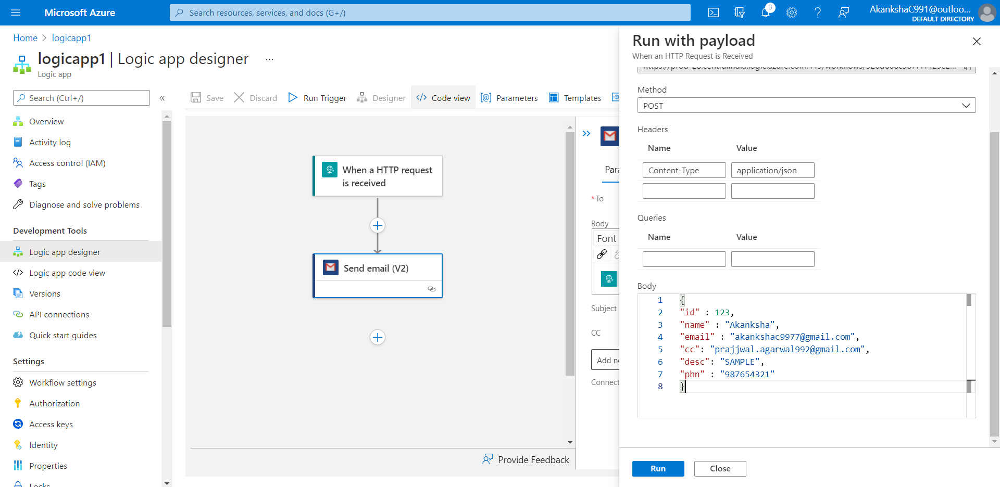 Microsoft Azure
Search resources, services, and docs (G+/)
3
AkankshaC991@outloo...
DEFAULT DIRECTORY
Home > logicapp1
logicapp1 | Logic app designer ...
Logic app
Search (Ctrl+/)
«
Overview
Activity log
Access control (IAM)
Tags
Diagnose and solve problems
Development Tools
Logic app designer
Logic app code view
Versions
API connections
Quick start guides
Settings
Workflow settings
Authorization
Access keys
Identity
Properties
Locks
Save
Discard
Run Trigger
Designer
Code view
Parameters
Templates
When a HTTP request
is received
Send email (V2)
Provide Feedback
Para
* To
Body
Font
Subject
CC
Add ne
Connect
Run with payload
When an HTTP Request is Received
Method
POST
Headers
Name Value
Content-Type application/json
Queries
Name Value
Body
1 {
2 "id" : 123,
3 "name" : "Akanksha",
4 "email" : "akankshac9977@gmail.com",
5 "cc": "prajjwal.agarwal992@gmail.com",
6 "desc": "SAMPLE",
7 "phn" : "987654321"
8 }
Run
Close